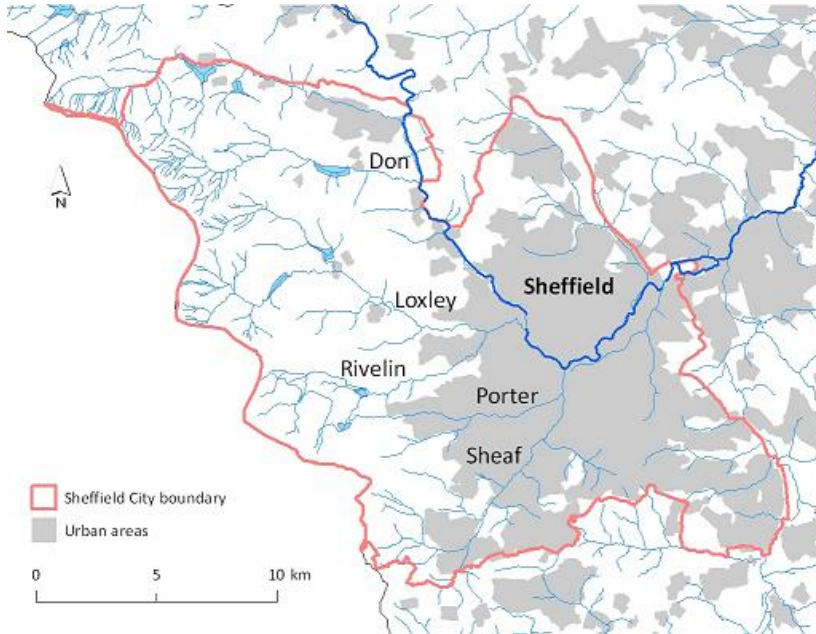 Don
N
Sheffield
Loxley
Rivelin
Porter
Sheaf
Sheffield City boundary
Urban areas
0 5 10 km